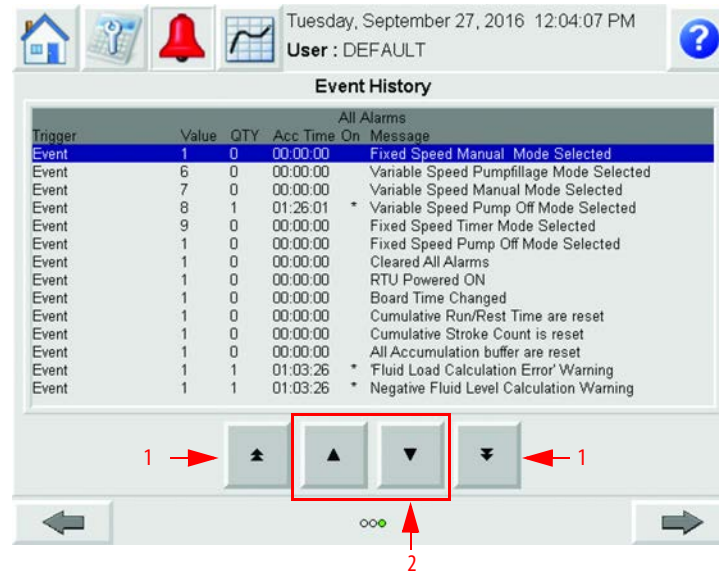 Tuesday, September 27, 2016 12:04:07 PM
User : DEFAULT
?
Event History
All Alarms
Trigger Value QTY Acc Time On Message
Event 1 0 00:00:00 Fixed Speed Manual Mode Selected
Event 6 0 00:00:00 Variable Speed Pumpfillage Mode Selected
Event 7 0 00:00:00 Variable Speed Manual Mode Selected
Event 8 1 01:26:01 * Variable Speed Pump Off Mode Selected
Event 9 0 00:00:00 Fixed Speed Timer Mode Selected
Event 1 0 00:00:00 Fixed Speed Pump Off Mode Selected
Event 1 0 00:00:00 Cleared All Alarms
Event 1 0 00:00:00 RTU Powered ON
Event 1 0 00:00:00 Board Time Changed
Event 1 0 00:00:00 Cumulative Run/Rest Time are reset
Event 1 0 00:00:00 Cumulative Stroke Count is reset
Event 1 0 00:00:00 All Accumulation buffer are reset
Event 1 1 01:03:26 * 'Fluid Load Calculation Error' Warning
Event 1 1 01:03:26 * Negative Fluid Level Calculation Warning
1 1
2